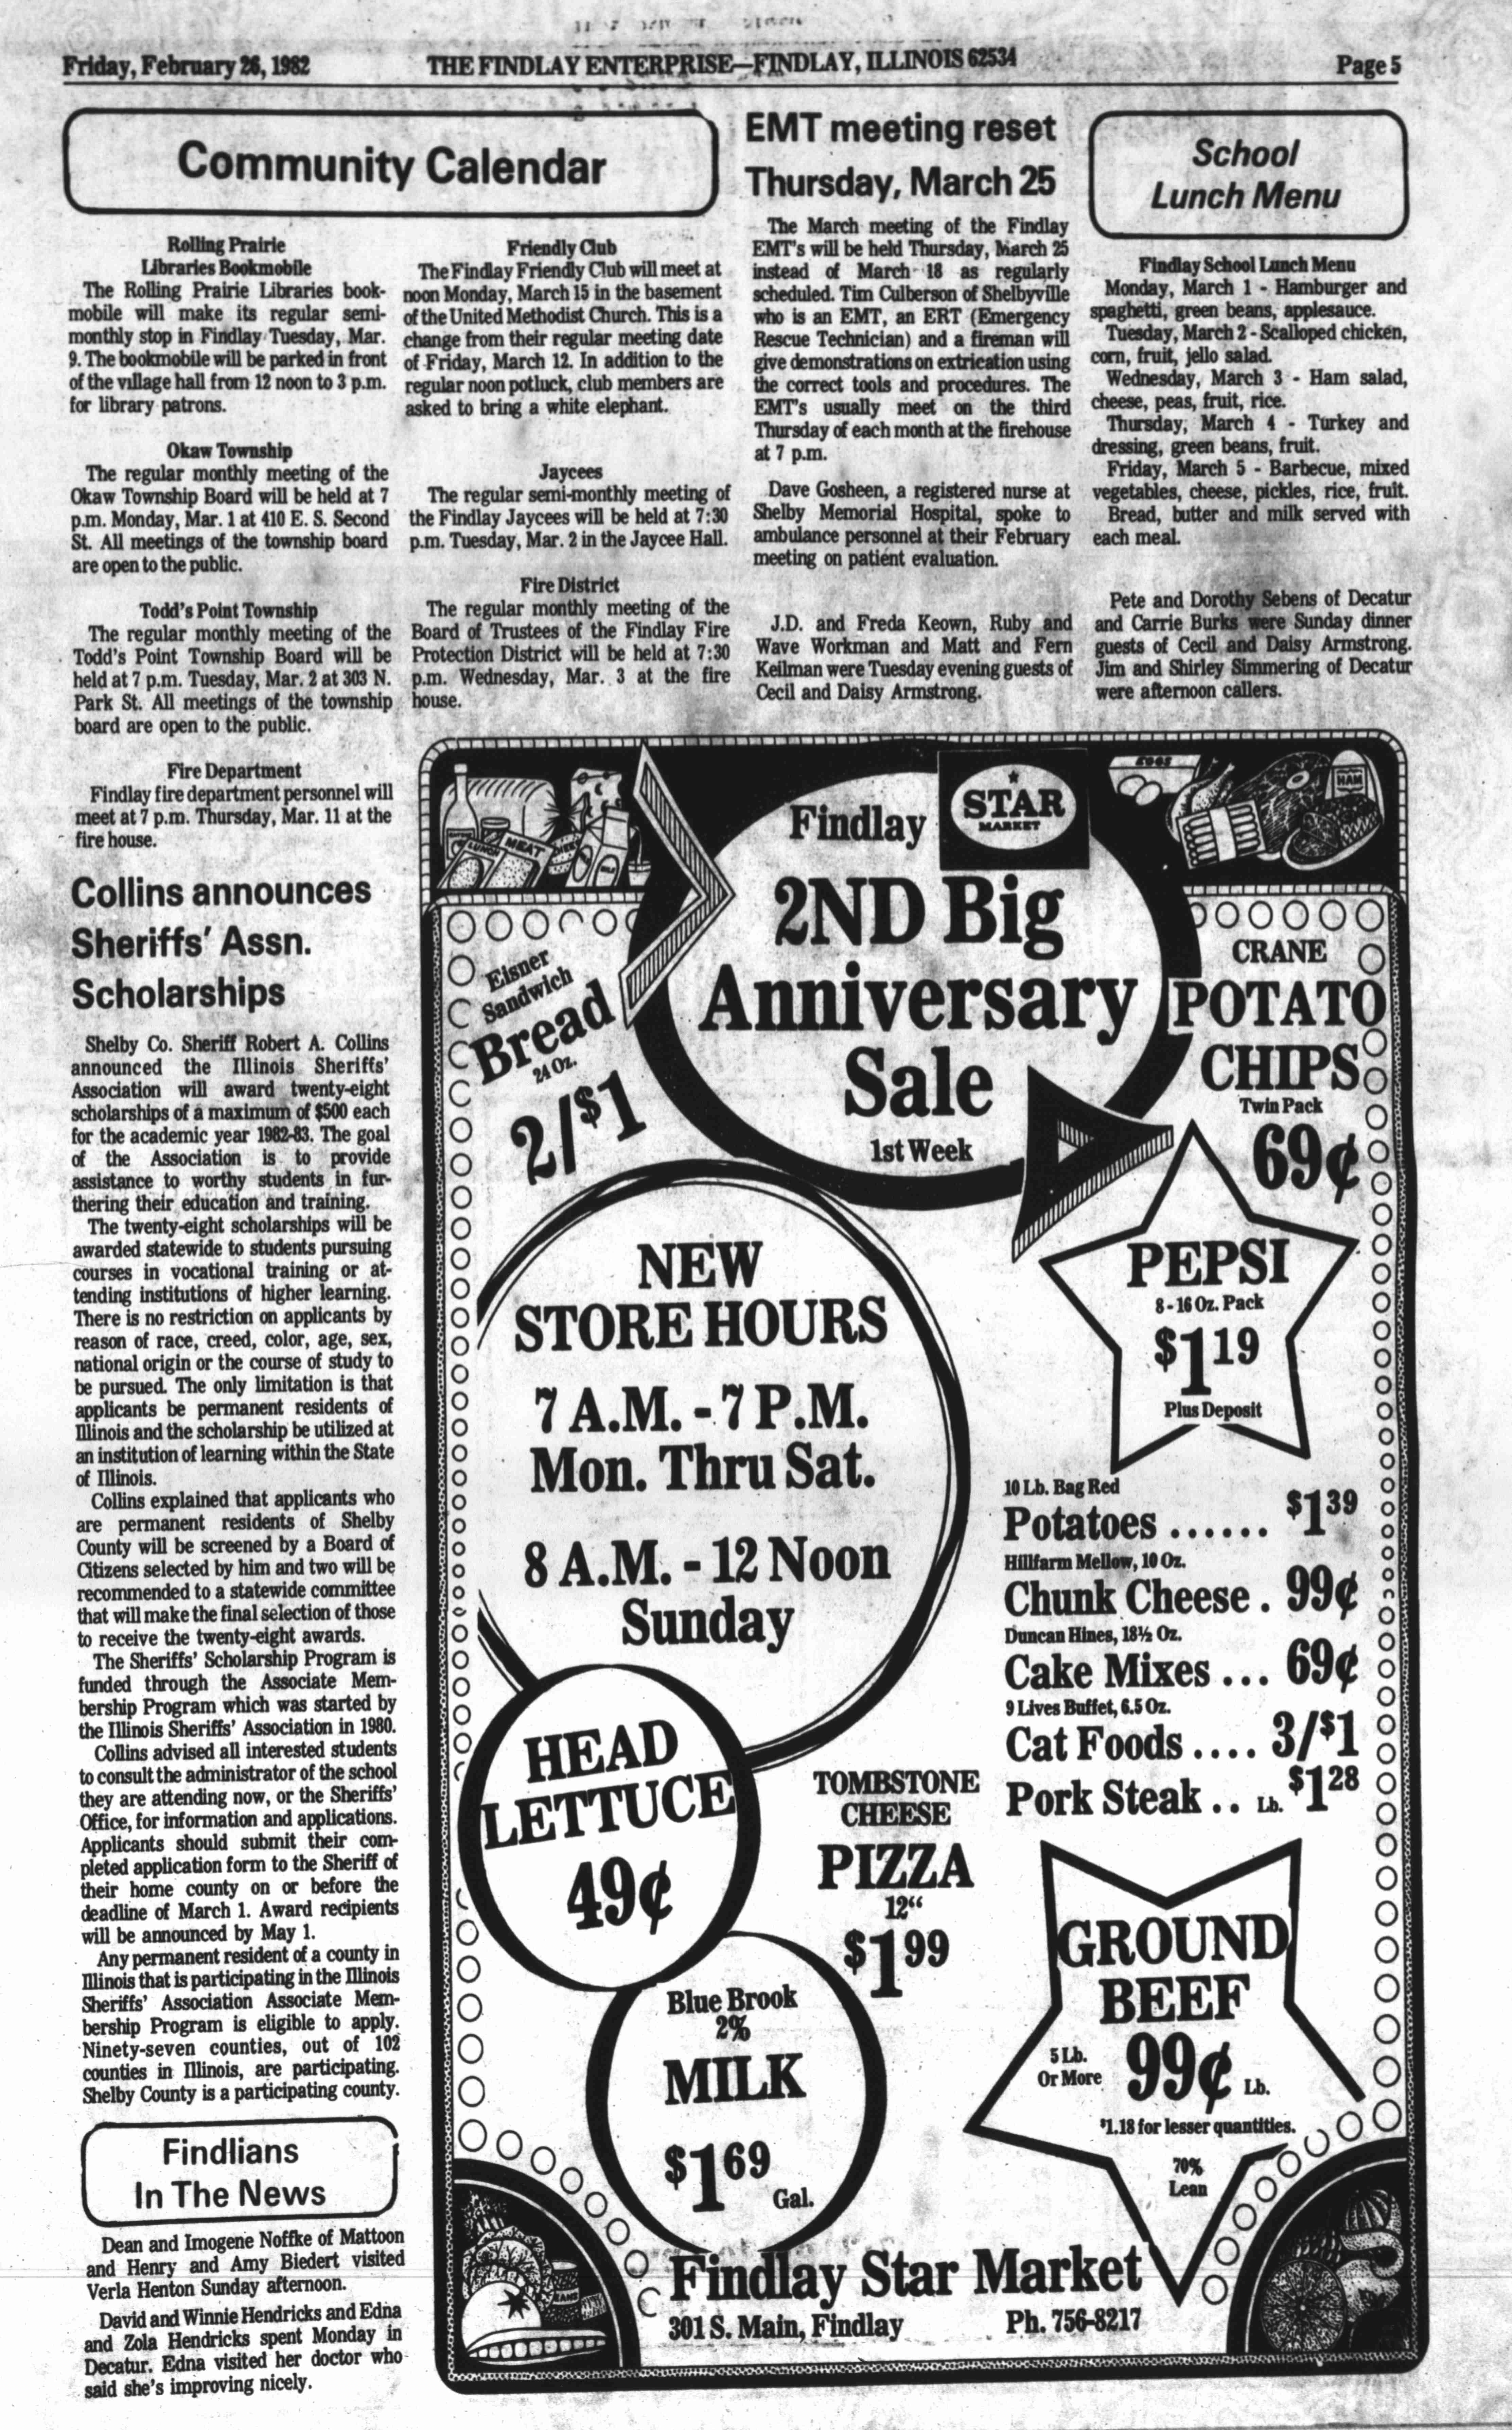 Friday, February 26, 1982
THE FINDLAY ENTERPRISE—FINDLAY, ILLINOIS 62534
Page 5
Community Calendar
Rolling Prairie
Libraries Bookmobile
The Rolling Prairie Libraries book-
mobile will make its regular semi-
monthly stop in Findlay Tuesday, Mar.
9. The bookmobile will be parked in front
of the village hall from 12 noon to 3 p.m.
for library patrons.
Okaw Township
The regular monthly meeting of the
Okaw Township Board will be held at 7
p.m. Monday, Mar. 1 at 410 E. S. Second
St. All meetings of the township board
are open to the public.
Todd's Point Township
The regular monthly meeting of the
Todd's Point Township Board will be
held at 7 p.m. Tuesday, Mar. 2 at 303 N.
Park St. All meetings of the township
board are open to the public.
Fire Department
Findlay fire department personnel will
meet at 7 p.m. Thursday, Mar. 11 at the
fire house.
Friendly Club
The Findlay Friendly Club will meet at
noon Monday, March 15 in the basement
of the United Methodist Church. This is a
change from their regular meeting date
of Friday, March 12. In addition to the
regular noon potluck, club members are
asked to bring a white elephant.
Jaycees
The regular semi-monthly meeting of
the Findlay Jaycees will be held at 7:30
p.m. Tuesday, Mar. 2 in the Jaycee Hall.
Fire District
The regular monthly meeting of the
Board of Trustees of the Findlay Fire
Protection District will be held at 7:30
p.m. Wednesday, Mar. 3 at the fire
house.
EMT meeting reset
Thursday, March 25
The March meeting of the Findlay
EMT's will be held Thursday, March 25
instead of March 18 as regularly
scheduled. Tim Culberson of Shelbyville
who is an EMT, an ERT (Emergency
Rescue Technician) and a fireman will
give demonstrations on extrication using
the correct tools and procedures. The
EMT's usually meet on the third
Thursday of each month at the firehouse
at 7 p.m.
Dave Gosheen, a registered nurse at
Shelby Memorial Hospital, spoke to
ambulance personnel at their February
meeting on patient evaluation.
J.D. and Freda Keown, Ruby and
Wave Workman and Matt and Fern
Keilman were Tuesday evening guests of
Cecil and Daisy Armstrong.
School
Lunch Menu
Findlay School Lunch Menu
Monday, March 1 - Hamburger and
spaghetti, green beans, applesauce.
Tuesday, March 2 - Scalloped chicken,
corn, fruit, jello salad.
Wednesday, March 3 - Ham salad,
cheese, peas, fruit, rice.
Thursday, March 4 - Turkey and
dressing, green beans, fruit.
Friday, March 5 - Barbecue, mixed
vegetables, cheese, pickles, rice, fruit.
Bread, butter and milk served with
each meal.
Pete and Dorothy Sebens of Decatur
and Carrie Burks were Sunday dinner
guests of Cecil and Daisy Armstrong.
Jim and Shirley Simmering of Decatur
were afternoon callers.
Collins announces
Sheriffs' Assn.
Scholarships
Shelby Co. Sheriff Robert A. Collins
announced the Illinois Sheriffs'
Association will award twenty-eight
scholarships of a maximum of $500 each
for the academic year 1982-83. The goal
of the Association is to provide
assistance to worthy students in fur-
thering their education and training.
The twenty-eight scholarships will be
awarded statewide to students pursuing
courses in vocational training or at-
tending institutions of higher learning.
There is no restriction on applicants by
reason of race, creed, color, age, sex,
national origin or the course of study to
be pursued. The only limitation is that
applicants be permanent residents of
Illinois and the scholarship be utilized at
an institution of learning within the State
of Illinois.
Collins explained that applicants who
are permanent residents of Shelby
County will be screened by a Board of
Citizens selected by him and two will be
recommended to a statewide committee
that will make the final selection of those
to receive the twenty-eight awards.
The Sheriffs' Scholarship Program is
funded through the Associate Mem-
bership Program which was started by
the Illinois Sheriffs' Association in 1980.
Collins advised all interested students
to consult the administrator of the school
they are attending now, or the Sheriffs'
Office, for information and applications.
Applicants should submit their com-
pleted application form to the Sheriff of
their home county on or before the
deadline of March 1. Award recipients
will be announced by May 1.
Any permanent resident of a county in
Illinois that is participating in the Illinois
Sheriffs' Association Associate Mem-
bership Program is eligible to apply.
Ninety-seven counties, out of 102
counties in Illinois, are participating.
Shelby County is a participating county.
Findlians
In The News
Dean and Imogene Noffke of Mattoon
and Henry and Amy Biedert visited
Verla Henton Sunday afternoon.
David and Winnie Hendricks and Edna
and Zola Hendricks spent Monday in
Decatur. Edna visited her doctor who
said she's improving nicely.
LUNCH
MEAT
MILK
EGGS
HAM
Findlay
STAR
MARKET
2ND Big
Anniversary
Sale
1st Week
Eisner
Sandwich
Bread
24 Oz.
2/$1
CRANE
POTATO
CHIPS
Twin Pack
69¢
NEW
STORE HOURS
7 A.M. - 7 P.M.
Mon. Thru Sat.
8 A.M. - 12 Noon
Sunday
PEPSI
8 - 16 Oz. Pack
$1 19
Plus Deposit
10 Lb. Bag Red
Potatoes ...... $1 39
Hillfarm Mellow, 10 Oz.
Chunk Cheese . 99¢
Duncan Hines, 18½ Oz.
Cake Mixes ... 69¢
9 Lives Buffet, 6.5 Oz.
Cat Foods .... 3/$1
Pork Steak .. Lb. $1 28
HEAD
LETTUCE
49¢
TOMBSTONE
CHEESE
PIZZA
12"
$1 99
Blue Brook
2%
MILK
$1 69
Gal.
GROUND
BEEF
5 Lb.
Or More
99¢ Lb.
$1.18 for lesser quantities.
70%
Lean
Findlay Star Market
301 S. Main, Findlay
Ph. 756-8217